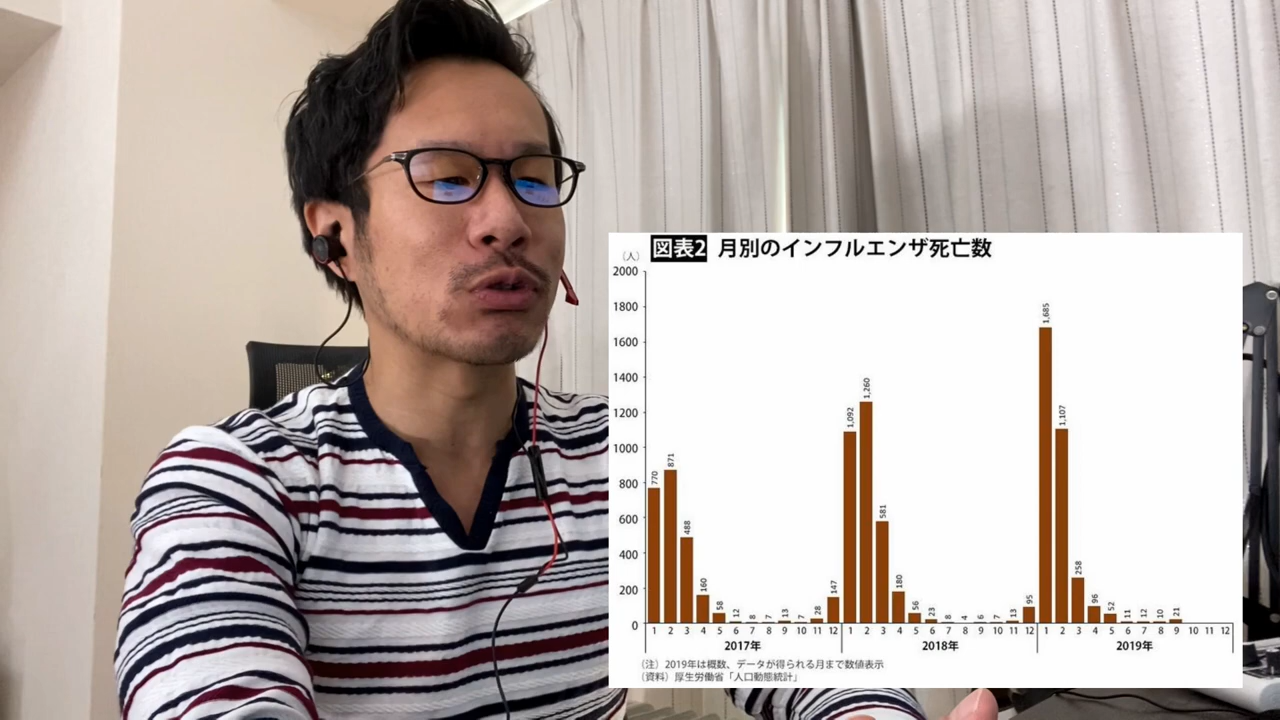 図表2 月別のインフルエンザ死亡数
（人）
2000
1800
1600
1400
1200
1000
800
600
400
200
0
770 871 488 160 58 12 8 7 13 7 28 147
1,092 1,260 581 180 56 23 8 4 6 7 13 95
1,685 1,107 258 96 52 11 12 10 21
1 2 3 4 5 6 7 8 9 10 11 12 1 2 3 4 5 6 7 8 9 10 11 12 1 2 3 4 5 6 7 8 9 10 11 12
2017年 2018年 2019年
（注）2019年は概数、データが得られる月まで数値表示
（資料）厚生労働省「人口動態統計」